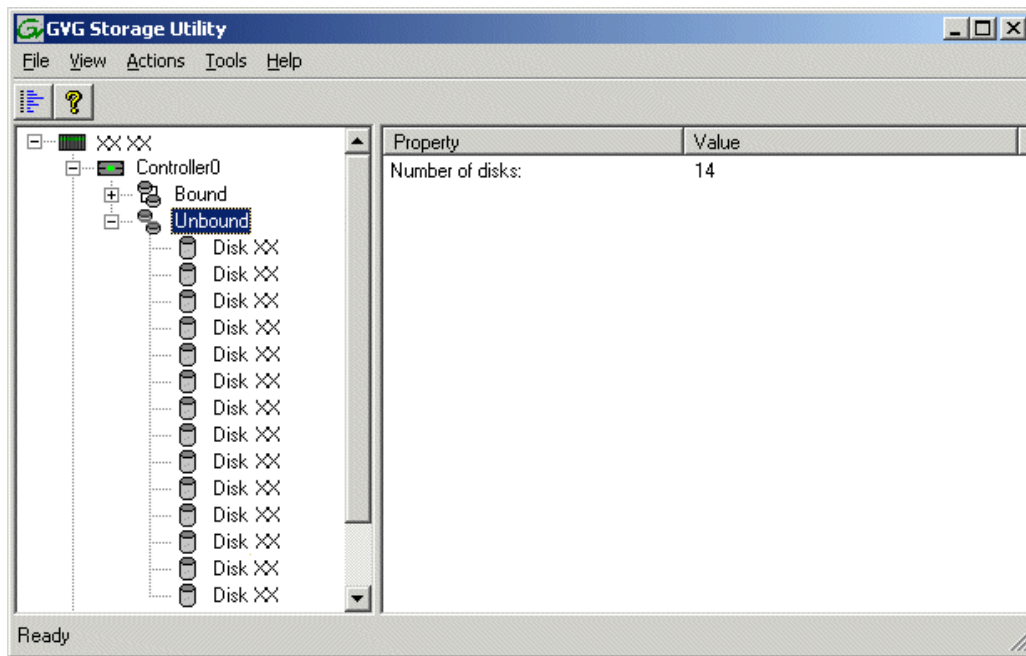 GVG Storage Utility
File View Actions Tools Help
XX XX
Controller0
Bound
Unbound
Disk XX
Disk XX
Disk XX
Disk XX
Disk XX
Disk XX
Disk XX
Disk XX
Disk XX
Disk XX
Disk XX
Disk XX
Disk XX
Disk XX
Property Value
Number of disks: 14
Ready